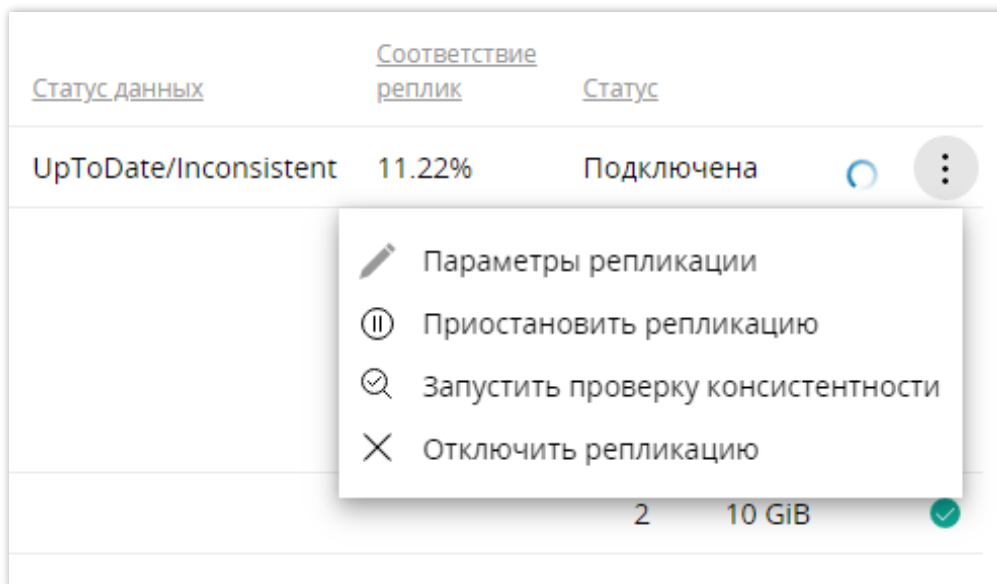 Соответствие
Статус данных реплик Статус
UpToDate/Inconsistent 11.22% Подключена
Параметры репликации
Приостановить репликацию
Запустить проверку консистентности
Отключить репликацию
2 10 GiB